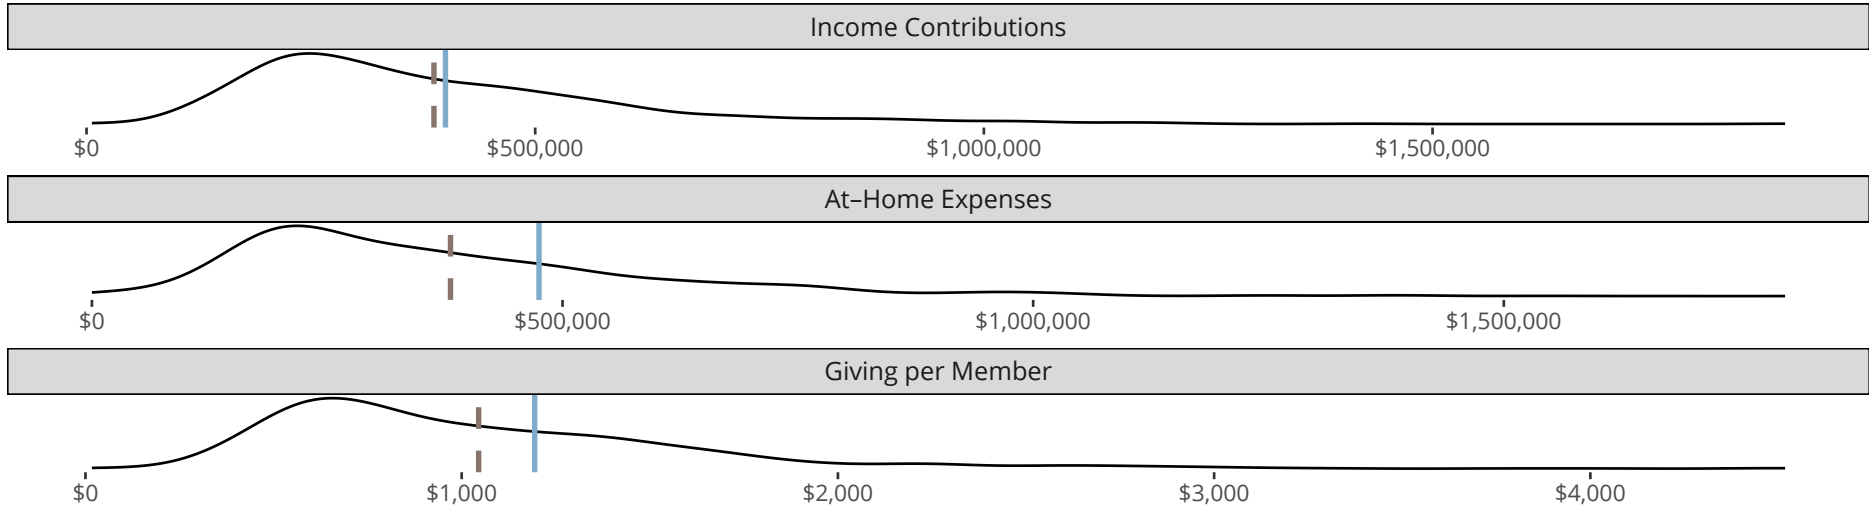 Income Contributions
$0 $500,000 $1,000,000 $1,500,000
At–Home Expenses
$0 $500,000 $1,000,000 $1,500,000
Giving per Member
$0 $1,000 $2,000 $3,000 $4,000